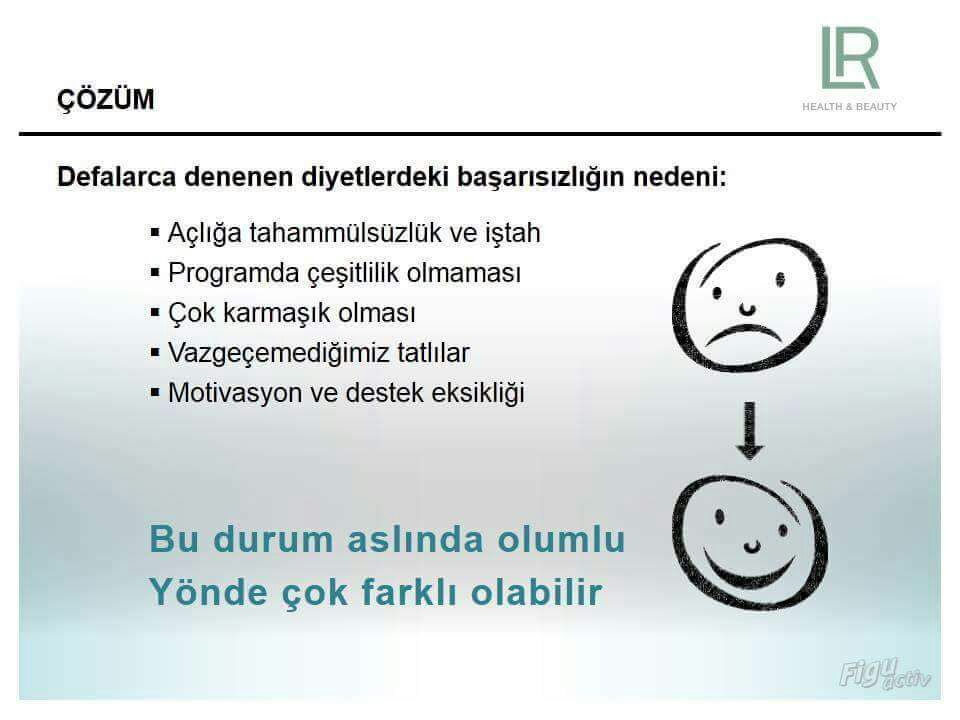 LR
HEALTH & BEAUTY
ÇÖZÜM
Defalarca denenen diyetlerdeki başarısızlığın nedeni:
▪ Açlığa tahammülsüzlük ve iştah
▪ Programda çeşitlilik olmaması
▪ Çok karmaşık olması
▪ Vazgeçemediğimiz tatlılar
▪ Motivasyon ve destek eksikliği
Bu durum aslında olumlu
Yönde çok farklı olabilir
Figu
activ